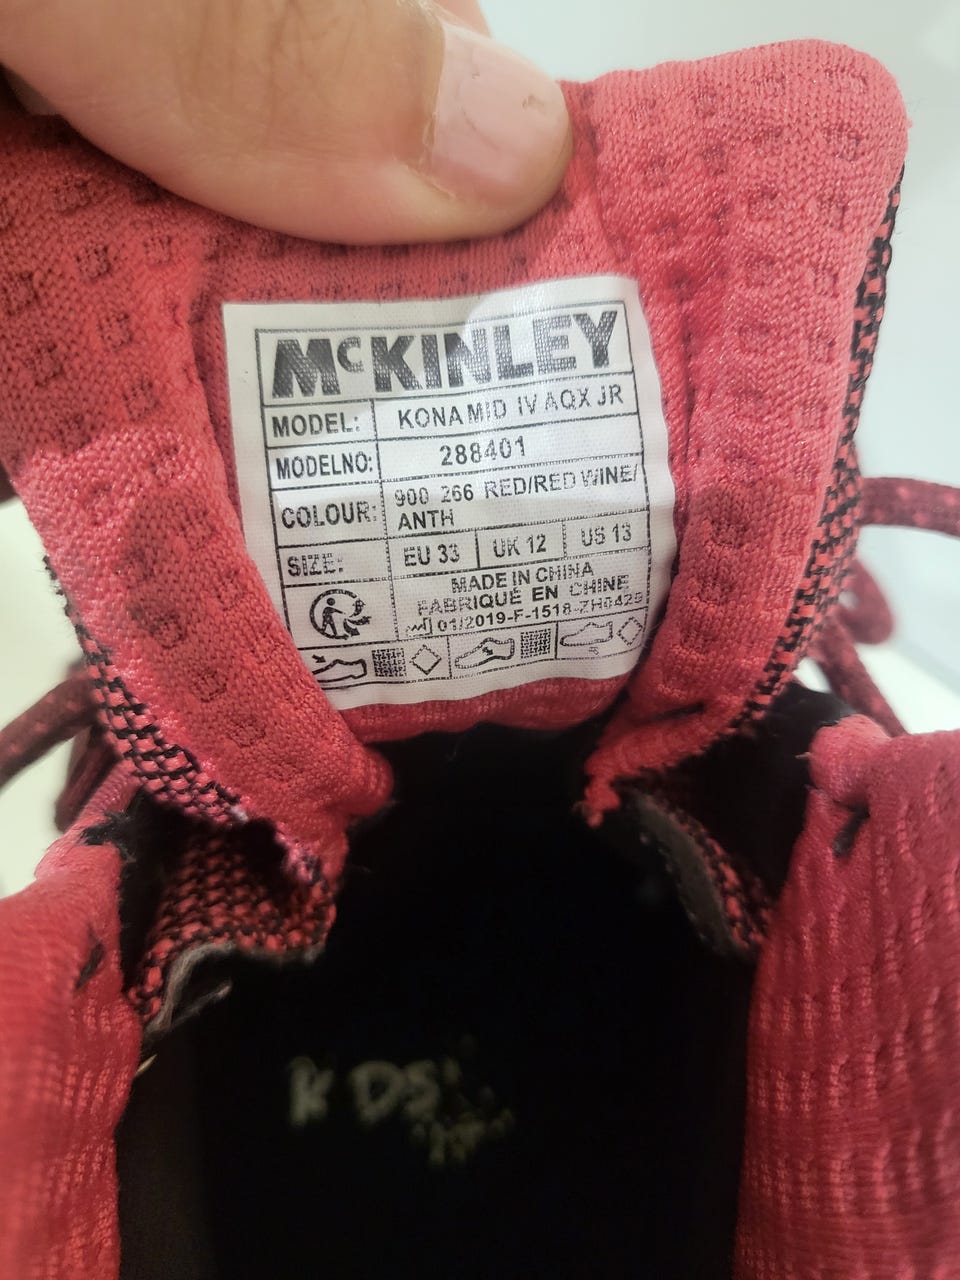 McKINLEY
MODEL: KONA MID IV AQX JR
MODELNO: 288401
COLOUR: 900 266 RED/RED WINE/
ANTH
SIZE: EU 33 UK 12 US 13
MADE IN CHINA
FABRIQUÉ EN CHINE
01/2019-F-1518-ZH0429